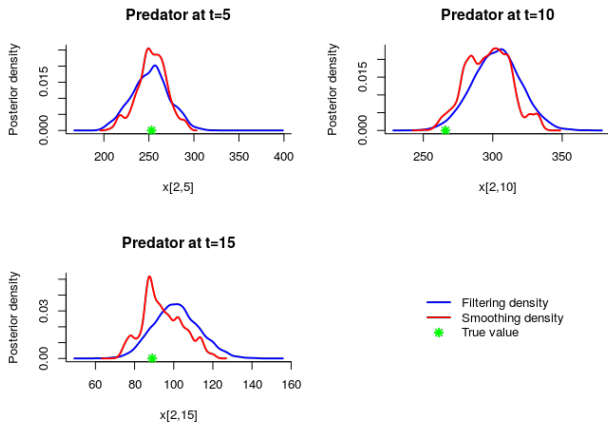 Predator at t=5
Posterior density
0.000 0.015
200 250 300 350 400
x[2,5]
Predator at t=10
Posterior density
0.000 0.015
250 300 350
x[2,10]
Predator at t=15
Posterior density
0.00 0.03
60 80 100 120 140 160
x[2,15]
Filtering density
Smoothing density
True value